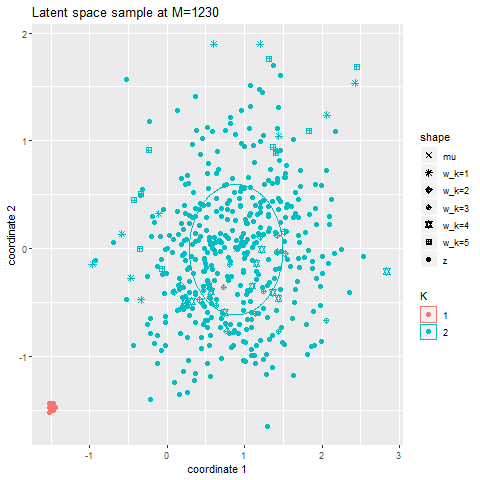 Latent space sample at M=1230
2
1
0
-1
-1
0
1
2
3
coordinate 1
coordinate 2
shape
mu
w_k=1
w_k=2
w_k=3
w_k=4
w_k=5
z
K
1
2